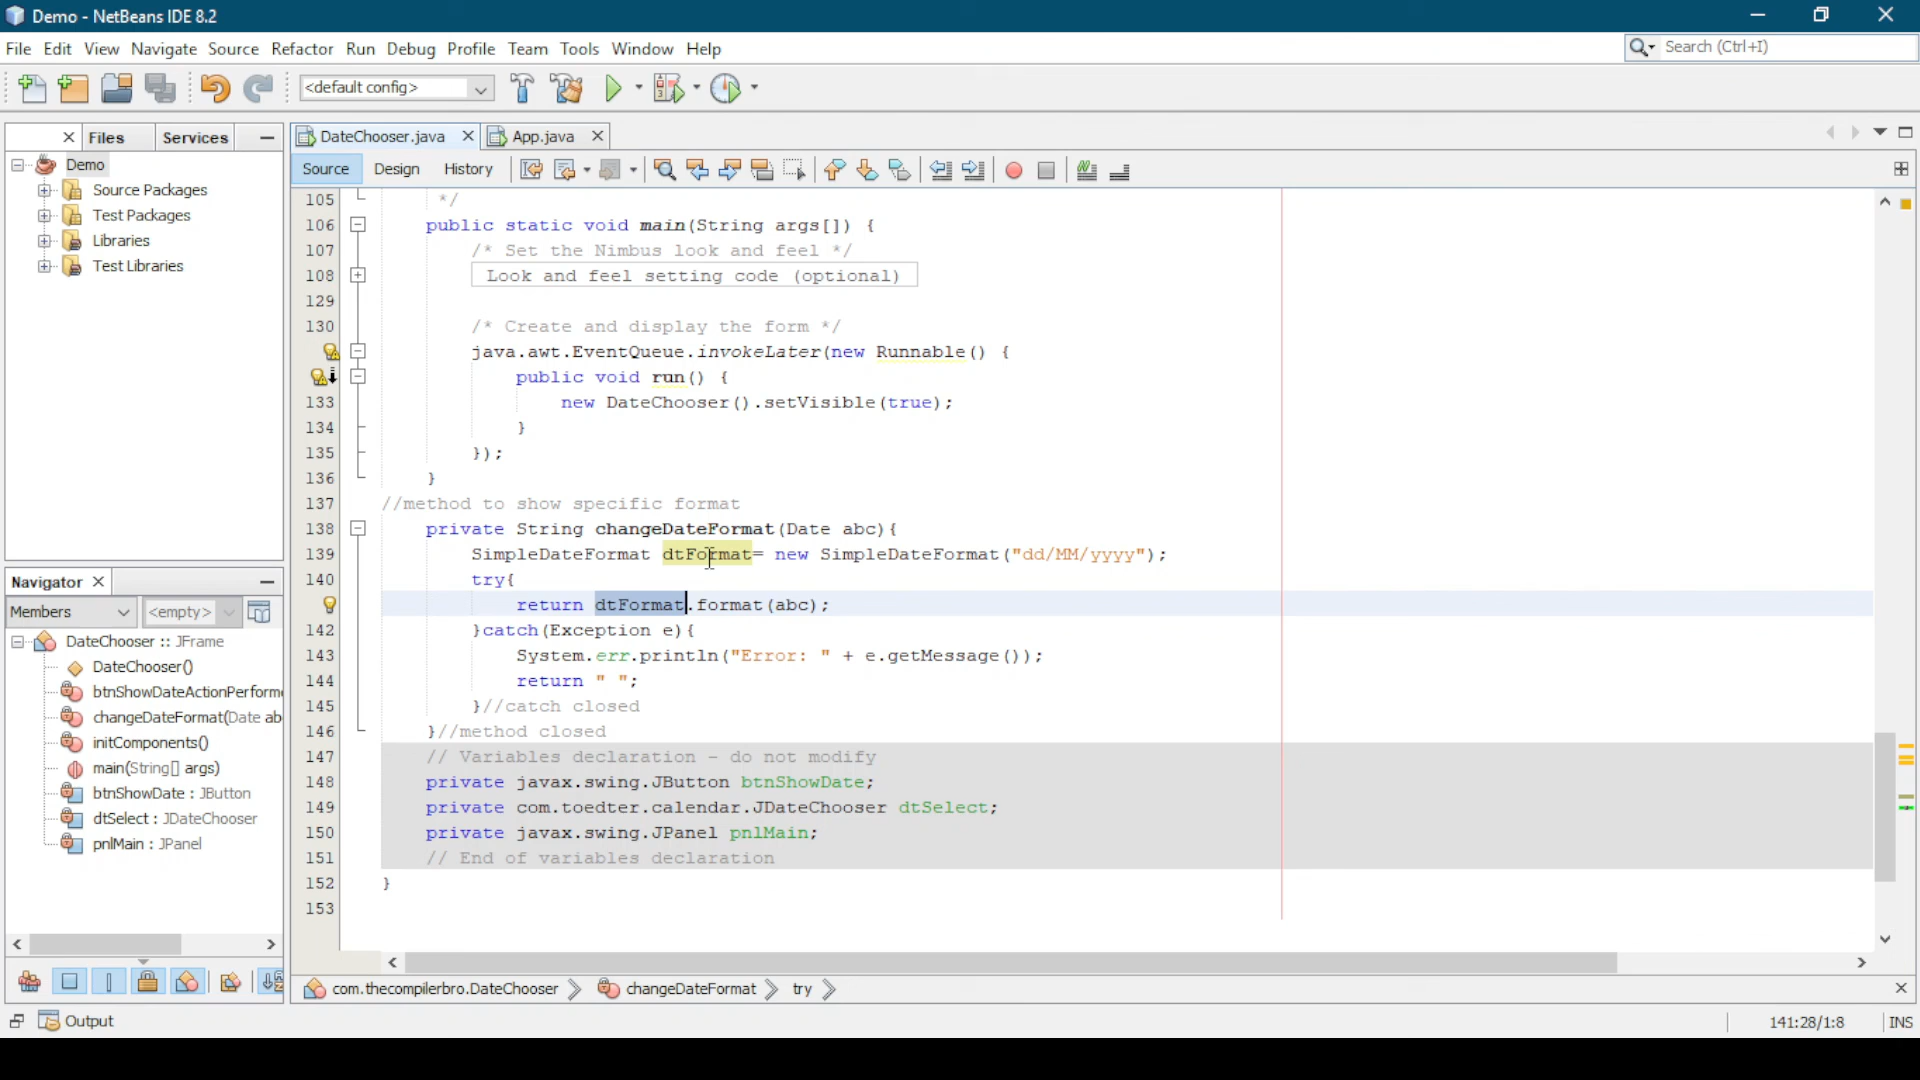 Demo - NetBeans IDE 8.2
File Edit View Navigate Source Refactor Run Debug Profile Team Tools Window Help
Search (Ctrl+I)
<default config>
Files Services
DateChooser.java App.java
Source Design History
Demo
Source Packages
Test Packages
Libraries
Test Libraries
Navigator
Members <empty>
DateChooser :: JFrame
DateChooser()
btnShowDateActionPerform
changeDateFormat(Date ab
initComponents()
main(String[] args)
btnShowDate : JButton
dtSelect : JDateChooser
pnlMain : JPanel
105 */
106 public static void main(String args[]) {
107 /* Set the Nimbus look and feel */
108 Look and feel setting code (optional)
129
130 /* Create and display the form */
java.awt.EventQueue.invokeLater(new Runnable() {
public void run() {
133 new DateChooser().setVisible(true);
134 }
135 });
136 }
137 //method to show specific format
138 private String changeDateFormat(Date abc){
139 SimpleDateFormat dtFormat= new SimpleDateFormat("dd/MM/yyyy");
140 try{
return dtFormat.format(abc);
142 }catch(Exception e){
143 System.err.println("Error: " + e.getMessage());
144 return " ";
145 }//catch closed
146 }//method closed
147 // Variables declaration - do not modify
148 private javax.swing.JButton btnShowDate;
149 private com.toedter.calendar.JDateChooser dtSelect;
150 private javax.swing.JPanel pnlMain;
151 // End of variables declaration
152 }
153
com.thecompilerbro.DateChooser changeDateFormat try
Output
141:28/1:8 INS